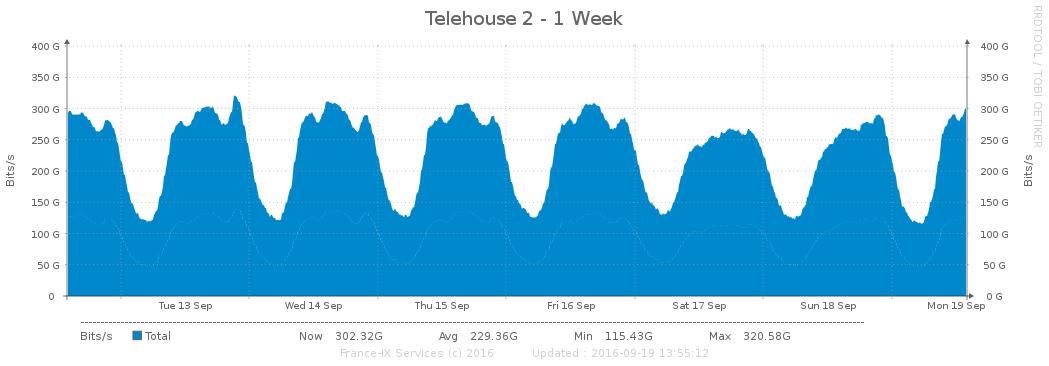 Telehouse 2 - 1 Week
RRDTOOL / TOBI OETIKER
Bits/s
400 G 400 G
350 G 350 G
300 G 300 G
250 G 250 G
200 G 200 G
150 G 150 G
100 G 100 G
50 G 50 G
0 0 G
Bits/s
Tue 13 Sep Wed 14 Sep Thu 15 Sep Fri 16 Sep Sat 17 Sep Sun 18 Sep Mon 19 Sep
Bits/s Total Now 302.32G Avg 229.36G Min 115.43G Max 320.58G
France-IX Services (c) 2016 Updated : 2016-09-19 13:55:12